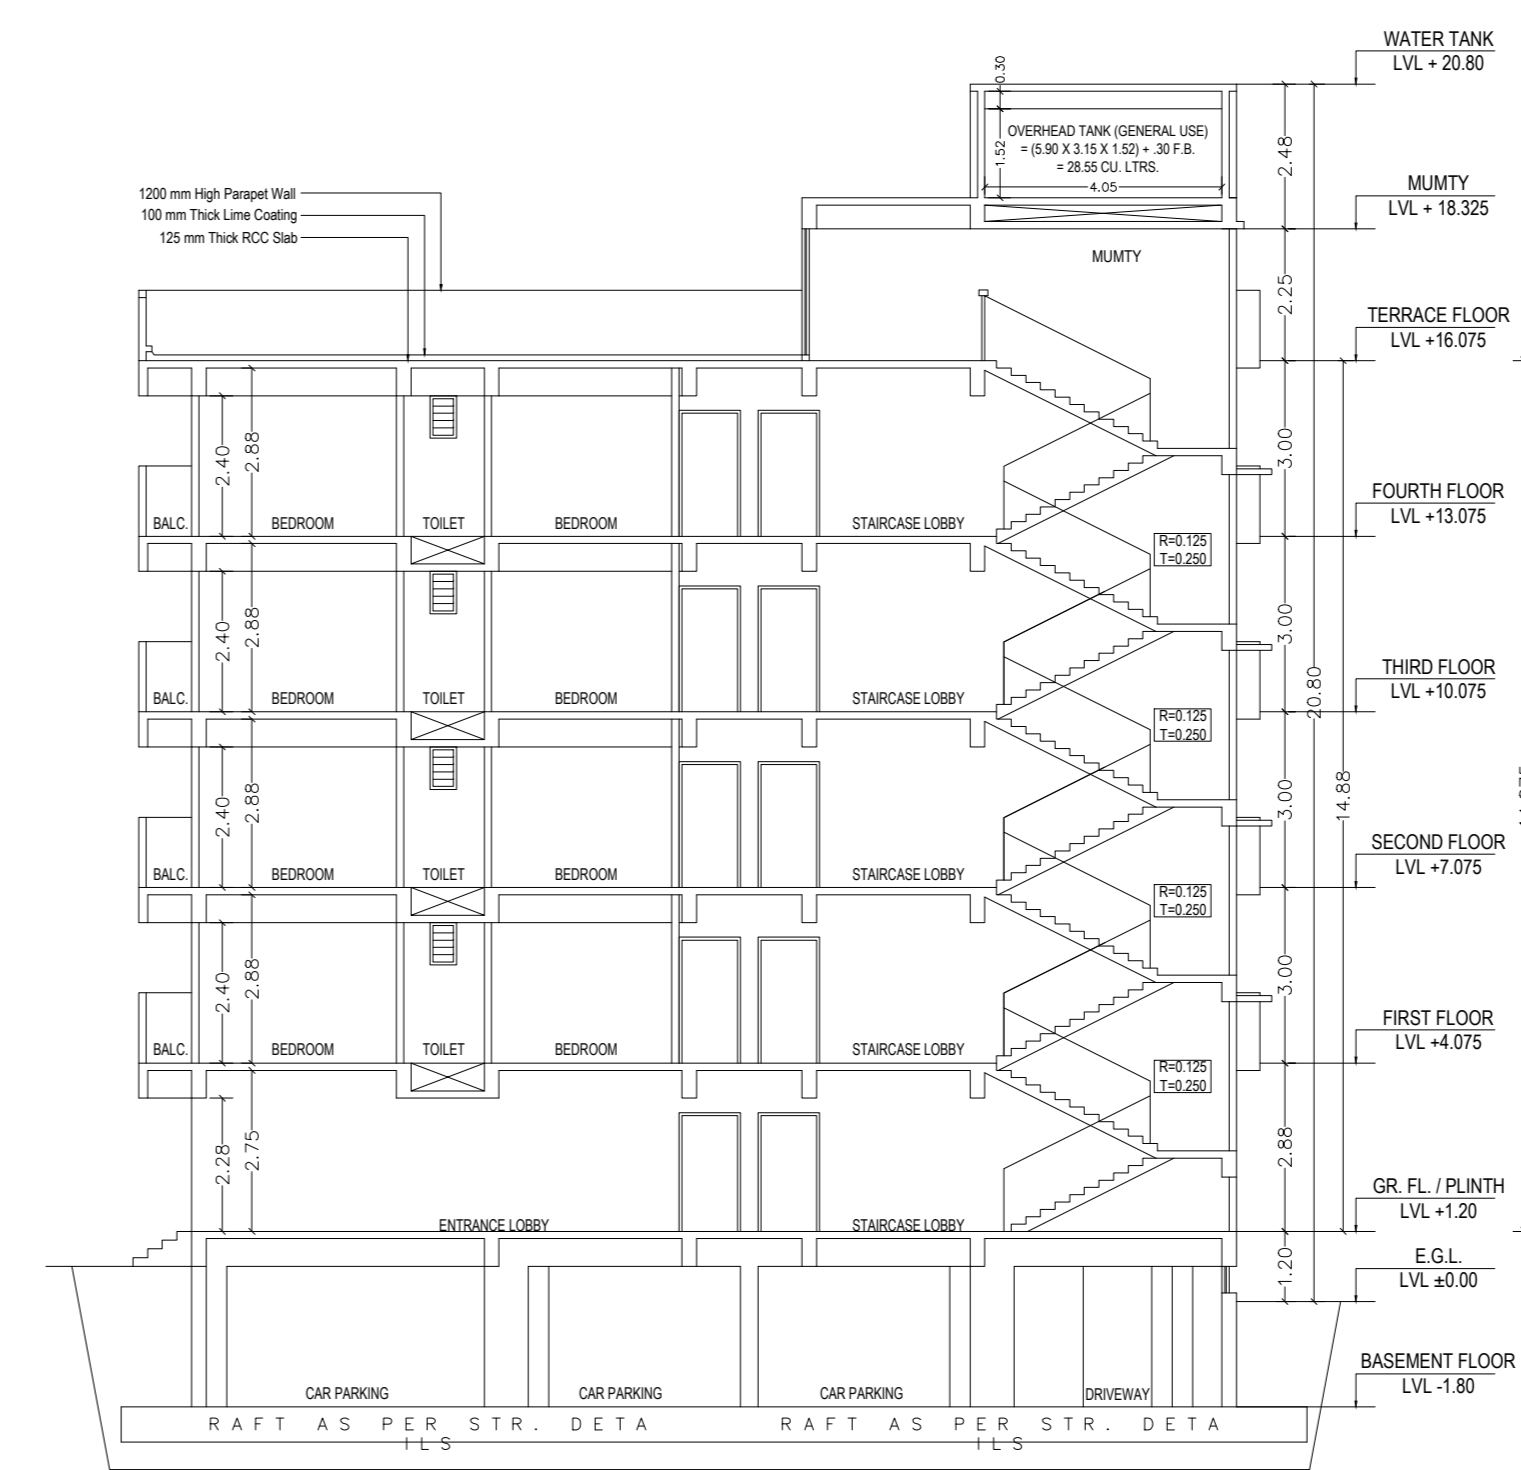 WATER TANK
LVL + 20.80
0.30
OVERHEAD TANK (GENERAL USE)
= (5.90 X 3.15 X 1.52) + .30 F.B.
= 28.55 CU. LTRS.
1.52
4.05
2.48
1200 mm High Parapet Wall
100 mm Thick Lime Coating
125 mm Thick RCC Slab
MUMTY
LVL + 18.325
MUMTY
2.25
TERRACE FLOOR
LVL +16.075
2.40
2.88
3.00
BALC.
BEDROOM
TOILET
BEDROOM
STAIRCASE LOBBY
FOURTH FLOOR
LVL +13.075
R=0.125
T=0.250
2.40
2.88
3.00
BALC.
BEDROOM
TOILET
BEDROOM
STAIRCASE LOBBY
THIRD FLOOR
LVL +10.075
20.80
R=0.125
T=0.250
2.40
2.88
3.00
14.88
BALC.
BEDROOM
TOILET
BEDROOM
STAIRCASE LOBBY
SECOND FLOOR
LVL +7.075
R=0.125
T=0.250
2.40
2.88
3.00
BALC.
BEDROOM
TOILET
BEDROOM
STAIRCASE LOBBY
FIRST FLOOR
LVL +4.075
R=0.125
T=0.250
2.28
2.75
2.88
ENTRANCE LOBBY
STAIRCASE LOBBY
GR. FL. / PLINTH
LVL +1.20
1.20
E.G.L.
LVL ±0.00
CAR PARKING
CAR PARKING
CAR PARKING
DRIVEWAY
BASEMENT FLOOR
LVL -1.80
RAFT AS PER STR. DETA
ILS
RAFT AS PER STR. DETA
ILS